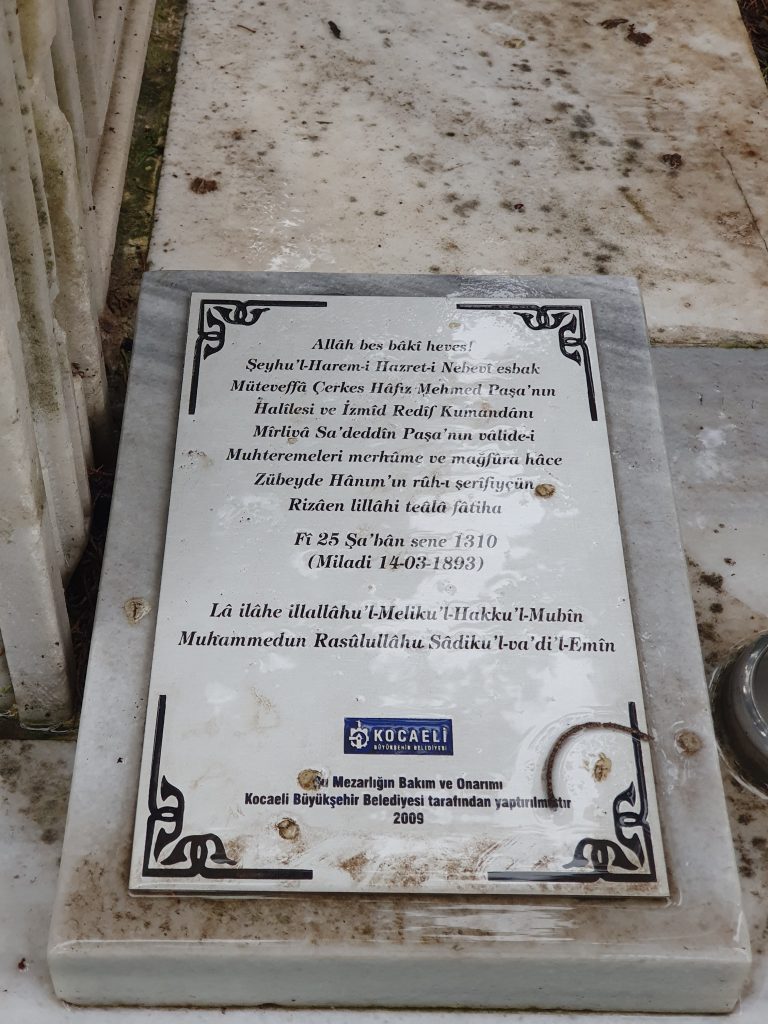 Allâh bes bâkî heves!
Şeyhu'l-Harem-i Hazret-i Nebevî esbak
Müteveffâ Çerkes Hâfız Mehmed Paşa'nın
Halîlesi ve İzmîd Redîf Kumandânı
Mîrlivâ Sa'deddîn Paşa'nın vâlide-i
Muhteremeleri merhûme ve mağfûra hâce
Zübeyde Hânım'ın rûh-ı şerîfiyçün
Rizâen lillâhi teâlâ fâtiha
Fî 25 Şa'bân sene 1310
(Miladi 14-03-1893)
Lâ ilâhe illallâhu'l-Meliku'l-Hakku'l-Mubîn
Muhammedun Rasûlullâhu Sâdiku'l-va'di'l-Emîn
KOCAELİ
BÜYÜKŞEHİR BELEDİYESİ
Bu Mezarlığın Bakım ve Onarımı
Kocaeli Büyükşehir Belediyesi tarafından yaptırılmıştır
2009